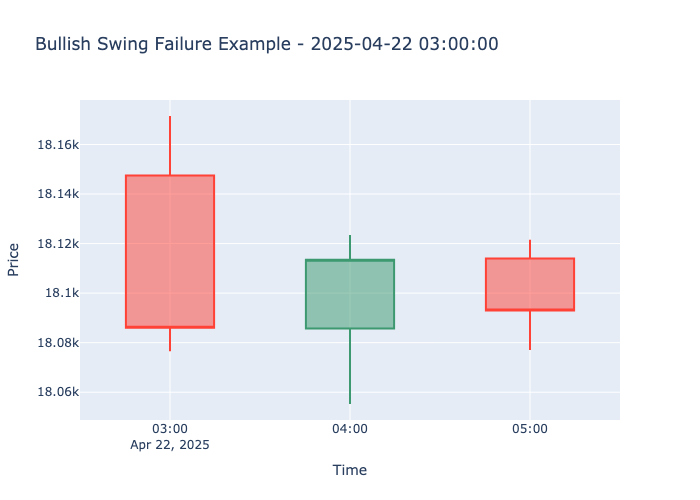 Bullish Swing Failure Example - 2025-04-22 03:00:00
18.16k
18.14k
18.12k
18.1k
18.08k
18.06k
Price
03:00
04:00
05:00
Apr 22, 2025
Time